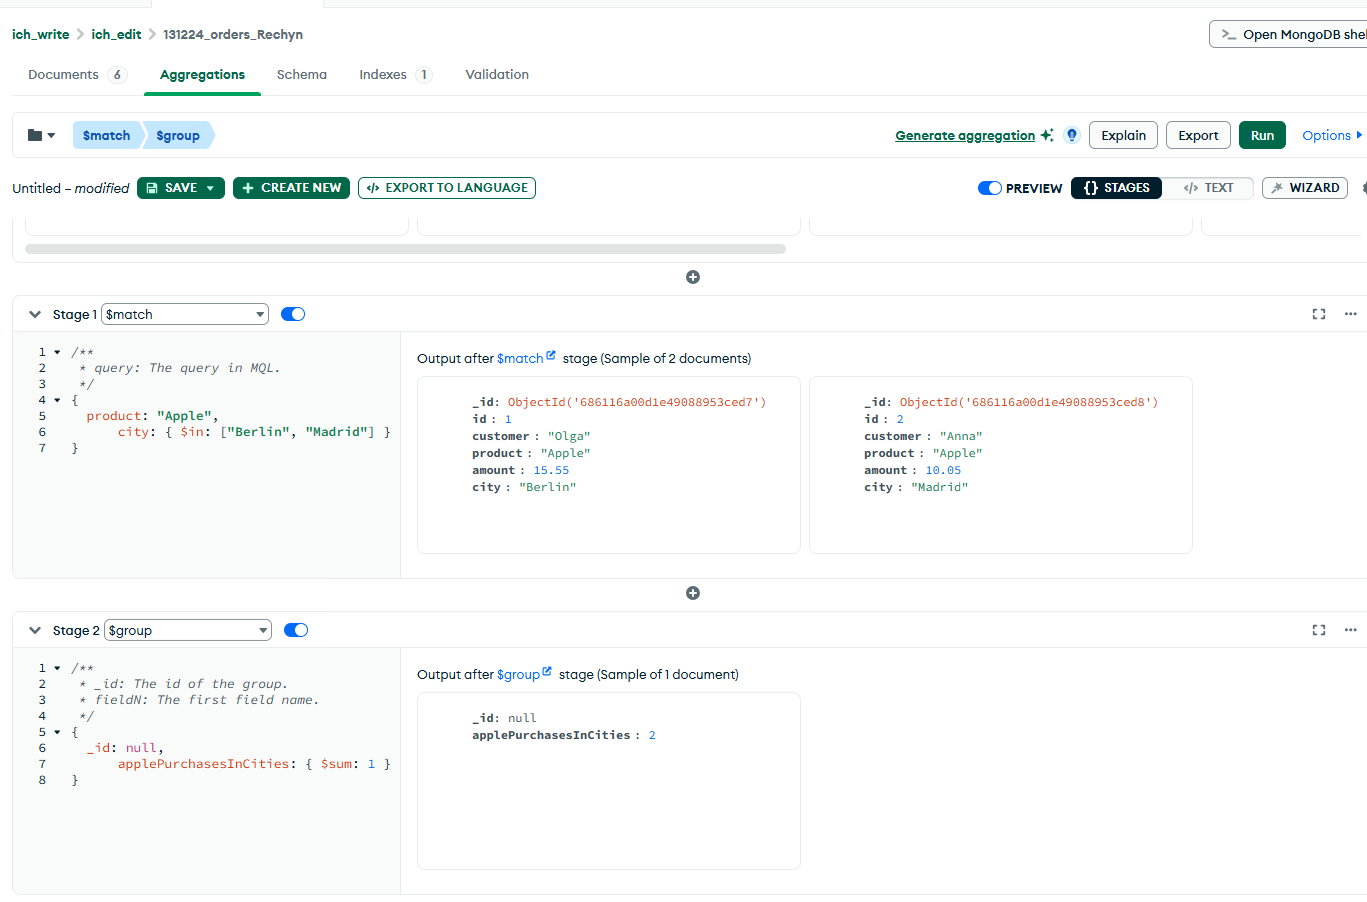 ich_write > ich_edit > 131224_orders_Rechyn
>_ Open MongoDB shel
Documents 6 Aggregations Schema Indexes 1 Validation
$match $group Generate aggregation Explain Export Run Options
Untitled – modified SAVE + CREATE NEW </> EXPORT TO LANGUAGE PREVIEW {} STAGES </> TEXT WIZARD
Stage 1 $match
1 /**
2 * query: The query in MQL.
3 */
4 {
5 product: "Apple",
6 city: { $in: ["Berlin", "Madrid"] }
7 }
Output after $match stage (Sample of 2 documents)
_id: ObjectId('686116a00d1e49088953ced7')
id : 1
customer : "Olga"
product : "Apple"
amount : 15.55
city : "Berlin"
_id: ObjectId('686116a00d1e49088953ced8')
id : 2
customer : "Anna"
product : "Apple"
amount : 10.05
city : "Madrid"
Stage 2 $group
1 /**
2 * _id: The id of the group.
3 * fieldN: The first field name.
4 */
5 {
6 _id: null,
7 applePurchasesInCities: { $sum: 1 }
8 }
Output after $group stage (Sample of 1 document)
_id: null
applePurchasesInCities : 2